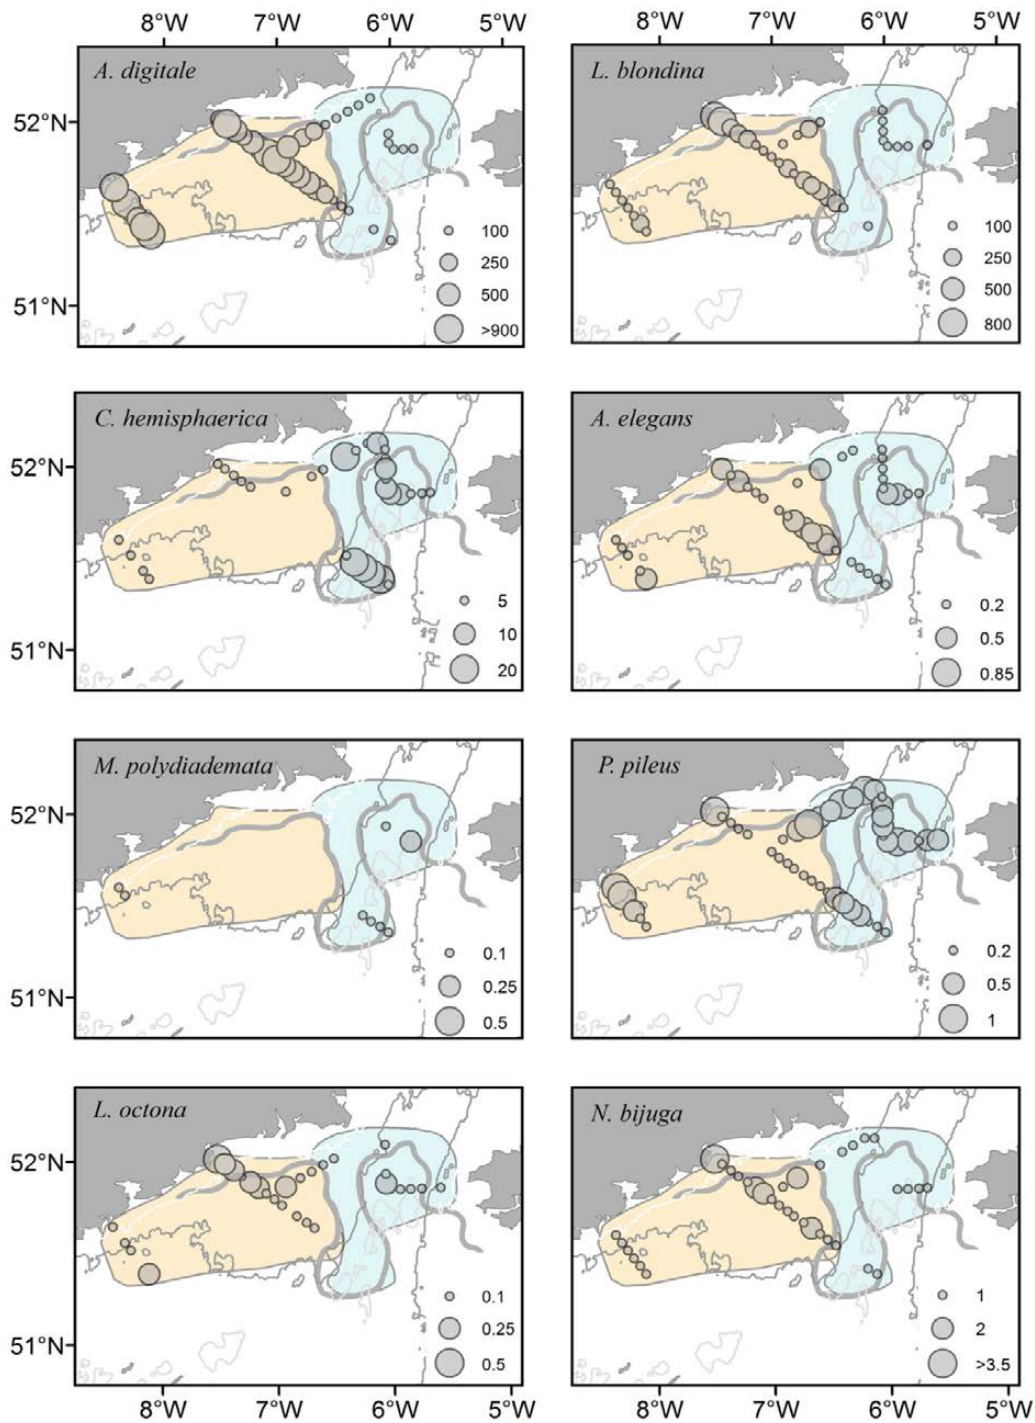 8°W 7°W 6°W 5°W 8°W 7°W 6°W 5°W
A. digitale
L. blondina
52°N
51°N
100
250
500
>900
100
250
500
800
C. hemisphaerica
A. elegans
52°N
51°N
5
10
20
0.2
0.5
0.85
M. polydiademata
P. pileus
52°N
51°N
0.1
0.25
0.5
0.2
0.5
1
L. octona
N. bijuga
52°N
51°N
0.1
0.25
0.5
1
2
>3.5
8°W 7°W 6°W 5°W 8°W 7°W 6°W 5°W